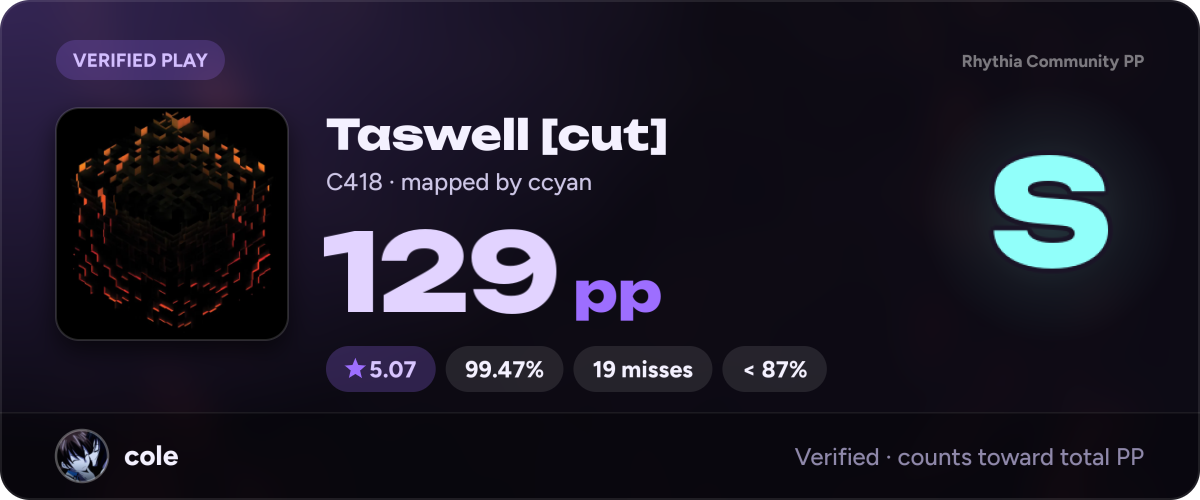 VERIFIED PLAY
Rhythia Community PP
Taswell [cut]
C418 · mapped by ccyan
129 pp
S
★ 5.07
99.47%
19 misses
< 87%
cole
Verified · counts toward total PP